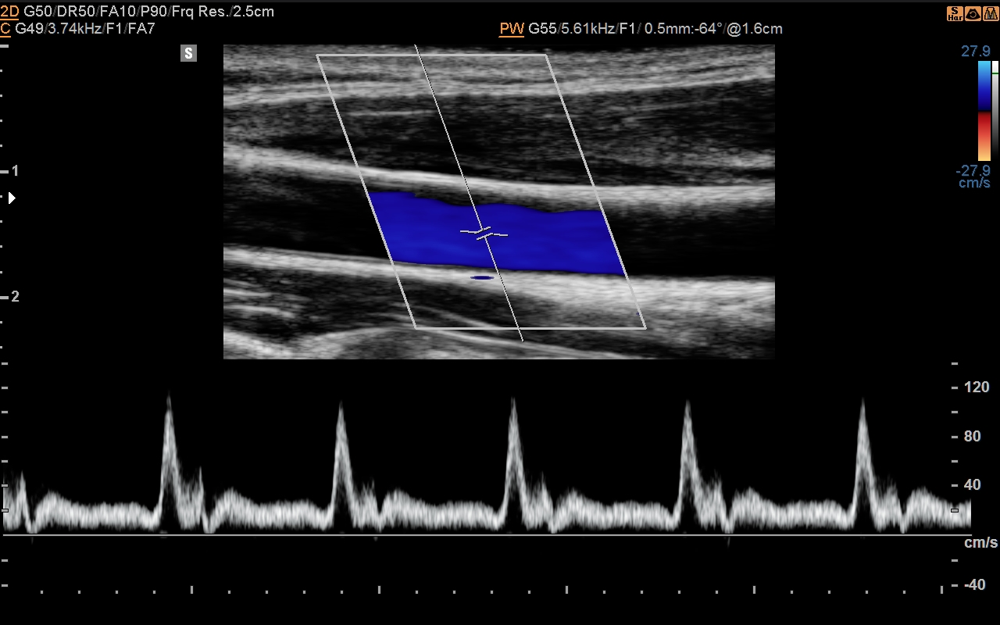 2D G50/DR50/FA10/P90/Frq Res./2.5cm
C G49/3.74kHz/F1/FA7
PW G55/5.61kHz/F1/ 0.5mm:-64°/@1.6cm
S
Har
M
S
27.9
-27.9
cm/s
1
2
120
80
40
cm/s
-40